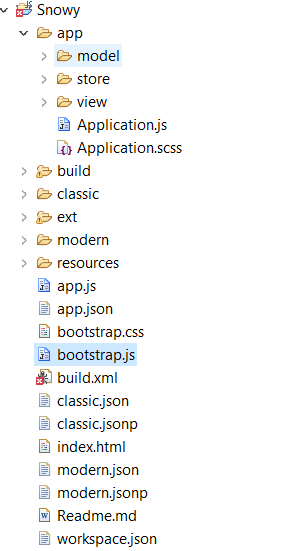 Snowy
app
model
store
view
Application.js
Application.scss
build
classic
ext
modern
resources
app.js
app.json
bootstrap.css
bootstrap.js
build.xml
classic.json
classic.jsonp
index.html
modern.json
modern.jsonp
Readme.md
workspace.json